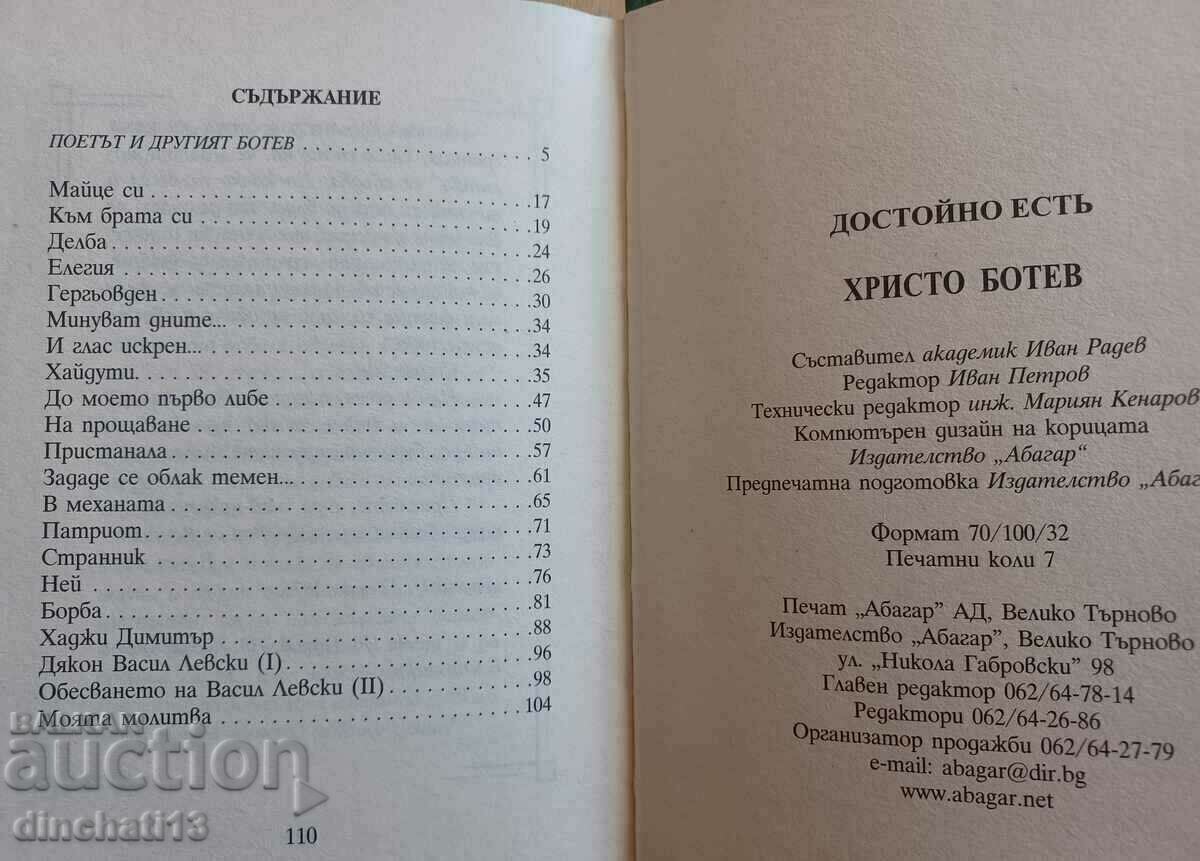 СЪДЪРЖАНИЕ
ПОЕТЪТ И ДРУГИЯТ БОТЕВ . . . . . . . . . . . . . . . . . . . 5
Майце си . . . . . . . . . . . . . . . . . . . . . . . . . . . . . . 17
Към брата си . . . . . . . . . . . . . . . . . . . . . . . . . . . 19
Делба . . . . . . . . . . . . . . . . . . . . . . . . . . . . . . . . . 24
Елегия . . . . . . . . . . . . . . . . . . . . . . . . . . . . . . . . 26
Гергьовден . . . . . . . . . . . . . . . . . . . . . . . . . . . . . 30
Минуват дните... . . . . . . . . . . . . . . . . . . . . . . . . 34
И глас искрен... . . . . . . . . . . . . . . . . . . . . . . . . . 34
Хайдути. . . . . . . . . . . . . . . . . . . . . . . . . . . . . . . 35
До моето първо либе . . . . . . . . . . . . . . . . . . . . . 47
На прощаване . . . . . . . . . . . . . . . . . . . . . . . . . . 50
Пристанала . . . . . . . . . . . . . . . . . . . . . . . . . . . . 57
Зададе се облак темен... . . . . . . . . . . . . . . . . . . 61
В механата . . . . . . . . . . . . . . . . . . . . . . . . . . . . 65
Патриот . . . . . . . . . . . . . . . . . . . . . . . . . . . . . . . 71
Странник . . . . . . . . . . . . . . . . . . . . . . . . . . . . . . 73
Ней . . . . . . . . . . . . . . . . . . . . . . . . . . . . . . . . . . . 76
Борба . . . . . . . . . . . . . . . . . . . . . . . . . . . . . . . . . 81
Хаджи Димитър . . . . . . . . . . . . . . . . . . . . . . . . . 88
Дякон Васил Левски (I) . . . . . . . . . . . . . . . . . . . . 96
Обесването на Васил Левски (II) . . . . . . . . . . . . 98
Моята молитва . . . . . . . . . . . . . . . . . . . . . . . . . 104
110
ДОСТОЙНО ЕСТЬ
ХРИСТО БОТЕВ
Съставител академик Иван Радев
Редактор Иван Петров
Технически редактор инж. Мариян Кенаров
Компютърен дизайн на корицата
Издателство „Абагар“
Предпечатна подготовка Издателство „Абаг
Формат 70/100/32
Печатни коли 7
Печат „Абагар” АД, Велико Търново
Издателство „Абагар”, Велико Търново
ул. „Никола Габровски” 98
Главен редактор 062/64-78-14
Редактори 062/64-26-86
Организатор продажби 062/64-27-79
e-mail: abagar@dir.bg
www.abagar.net
BALKAN
auction
dinchati13